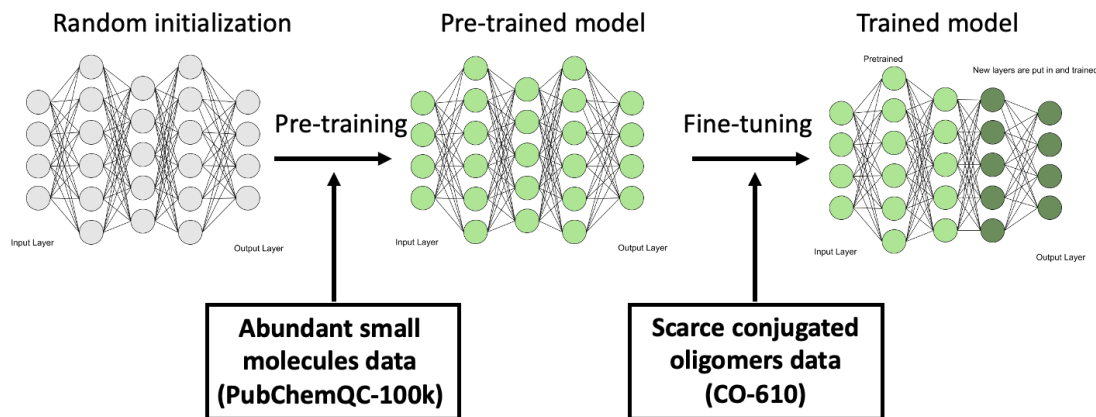 Random initialization
Pre-trained model
Trained model
Pretrained
New layers are put in and trained
Pre-training
Fine-tuning
Input Layer
Output Layer
Input Layer
Output Layer
Input Layer
Output Layer
Abundant small
molecules data
(PubChemQC-100k)
Scarce conjugated
oligomers data
(CO-610)